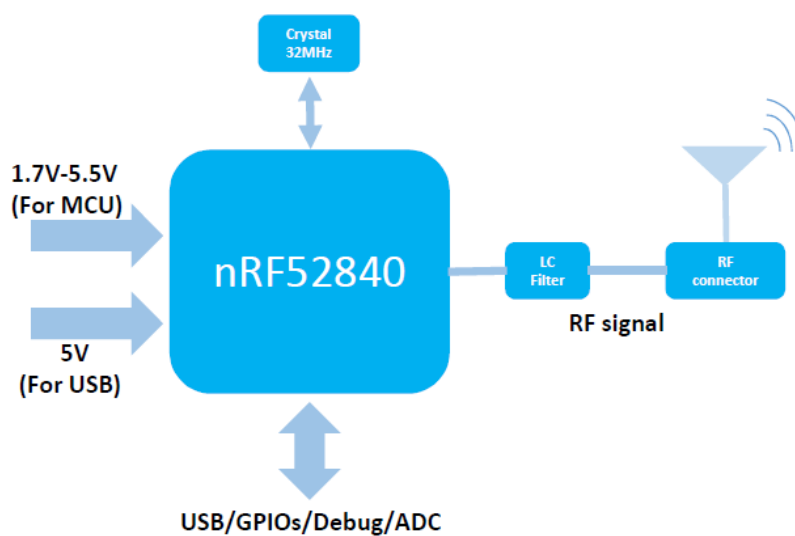 Crystal
32MHz
1.7V-5.5V
(For MCU)
nRF52840
LC
Filter
RF
connector
RF signal
5V
(For USB)
USB/GPIOs/Debug/ADC